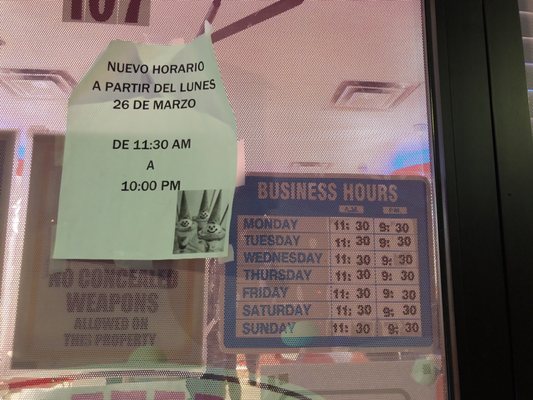 107
NUEVO HORARIO
A PARTIR DEL LUNES
26 DE MARZO
DE 11:30 AM
A
10:00 PM
BUSINESS HOURS
MONDAY 11: 30 9: 30
TUESDAY 11: 30 9: 30
WEDNESDAY 11: 30 9: 30
THURSDAY 11: 30 9: 30
FRIDAY 11: 30 9: 30
SATURDAY 11: 30 9: 30
SUNDAY 11: 30 9: 30
NO CONCEALED
WEAPONS
ALLOWED ON
THIS PROPERTY